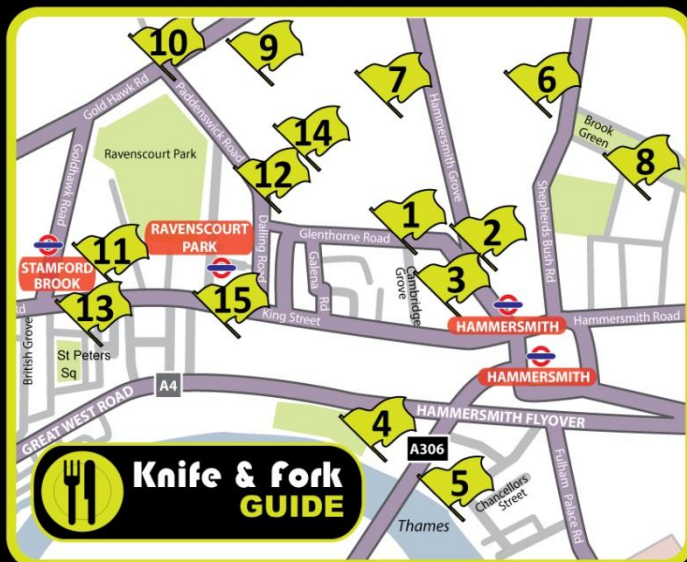 10
9
7
6
Gold Hawk Rd
Paddenswick Road
Hammersmith Grove
Brook
Green
14
8
Ravenscourt Park
12
Goldhawk Road
Shepherds Bush Rd
RAVENSCOURT
PARK
1
2
Dalling Road
Glenthorne Road
11
STAMFORD
BROOK
Galena
Rd
Cambridge
Grove
3
13
15
Rd
King Street
HAMMERSMITH
Hammersmith Road
British Grove
St Peters
Sq
HAMMERSMITH
A4
GREAT WEST ROAD
HAMMERSMITH FLYOVER
4
A306
5
Chancellors
Street
Fulham Palace Rd
Thames
Knife & Fork
GUIDE